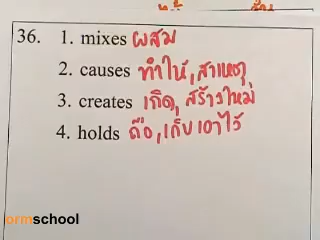 36. 1. mixes ผสม
2. causes ทำให้, สาเหตุ
3. creates เกิด, สร้างใหม่
4. holds ถือ, เก็บเอาไว้
ormschool